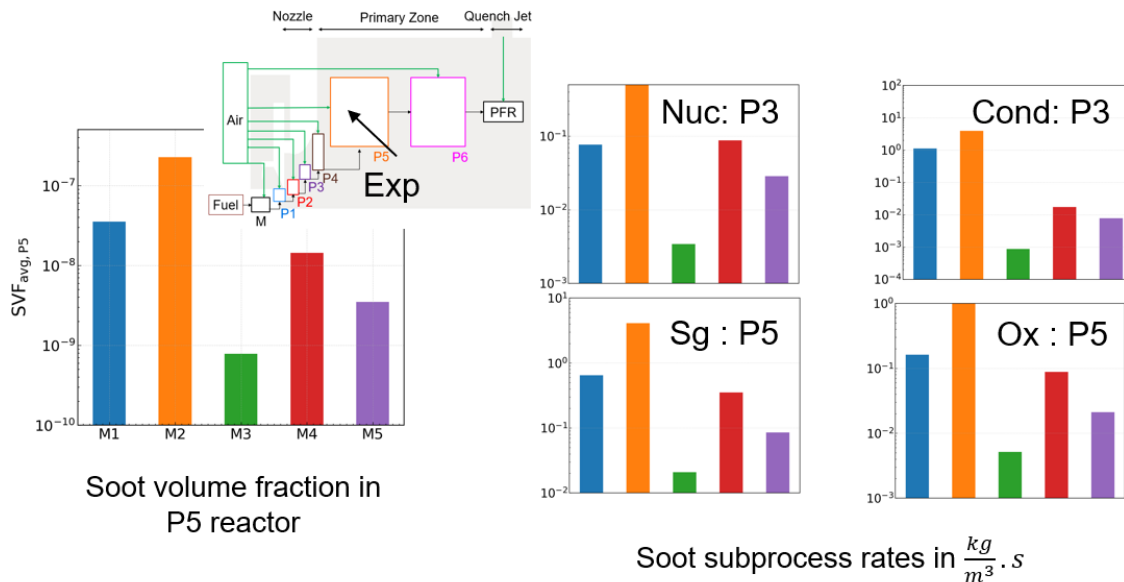 Nozzle Primary Zone Quench Jet
Air
Fuel
M
P1
P2
P3
P4
P5
P6
PFR
Exp
SVFavg, P5
10⁻⁷
10⁻⁸
10⁻⁹
10⁻¹⁰
M1 M2 M3 M4 M5
Soot volume fraction in
P5 reactor
Nuc: P3
10⁻¹
10⁻²
10⁻³
Cond: P3
10²
10¹
10⁰
10⁻¹
10⁻²
10⁻³
10⁻⁴
Sg : P5
10¹
10⁰
10⁻¹
10⁻²
Ox : P5
10⁰
10⁻¹
10⁻²
10⁻³
Soot subprocess rates in kg/m³ . s